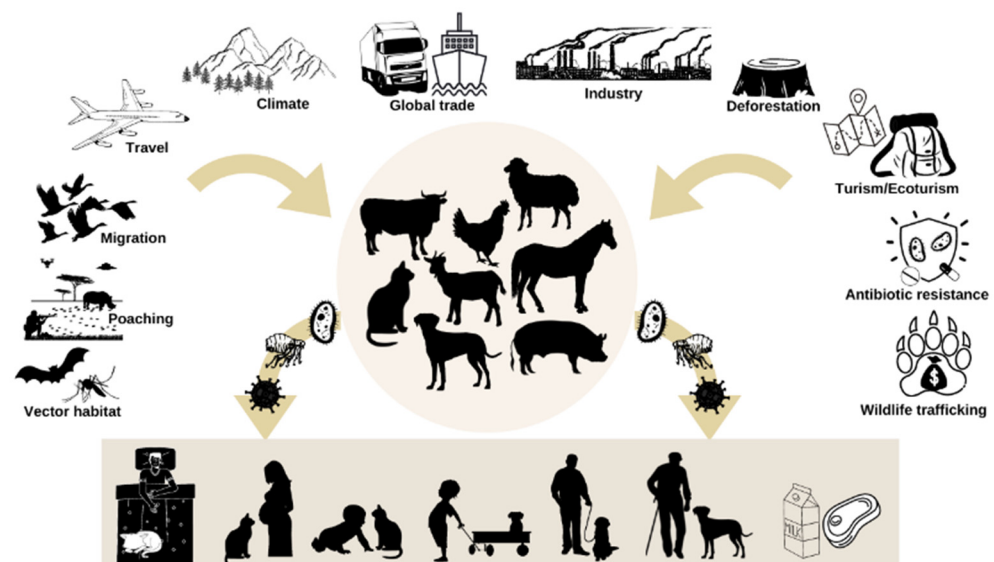 Climate
Global trade
Industry
Deforestation
Travel
Turism/Ecoturism
Migration
Antibiotic resistance
Poaching
Vector habitat
Wildlife trafficking
$
MILK